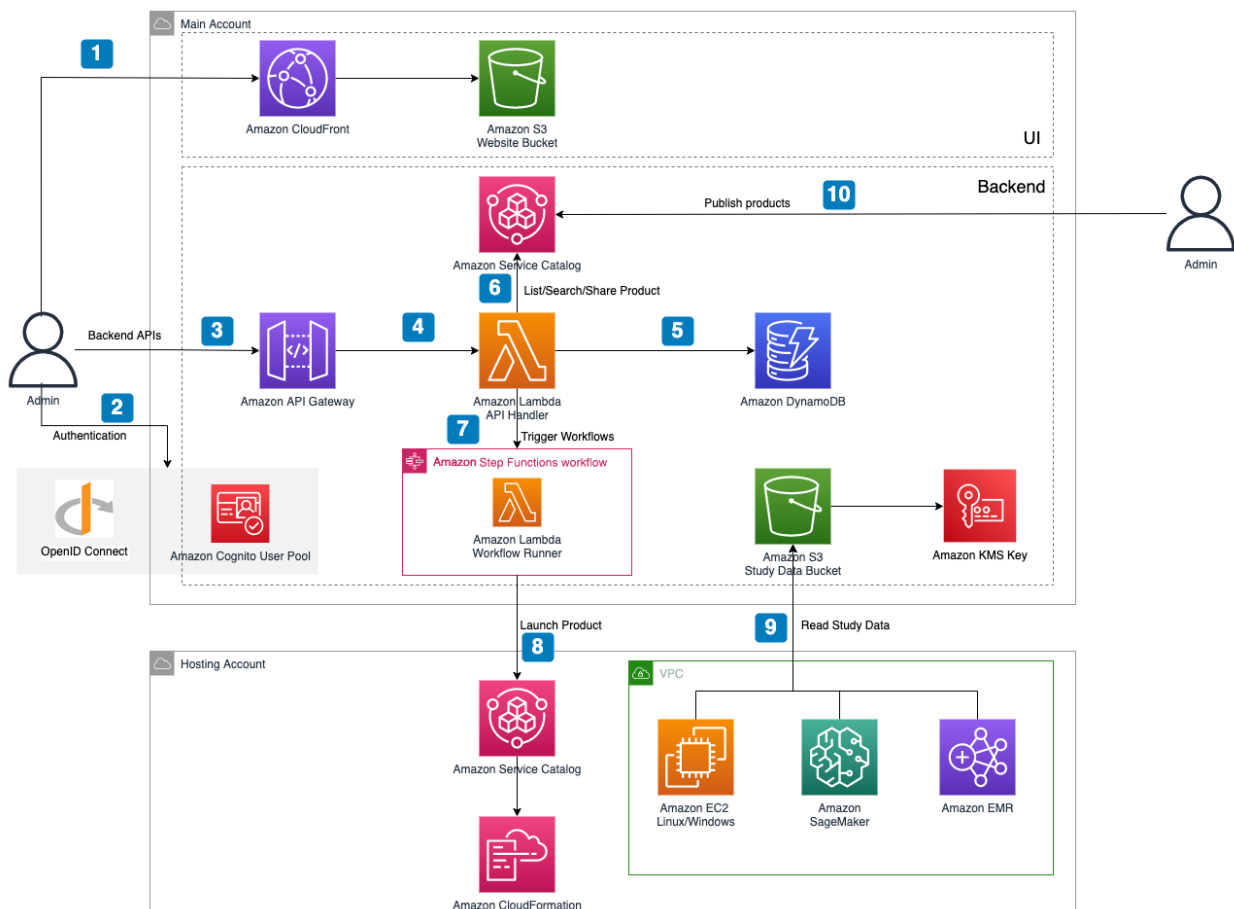 Main Account
1
Amazon CloudFront
Amazon S3
Website Bucket
UI
Backend
10
Publish products
Admin
Amazon Service Catalog
6
List/Search/Share Product
Backend APIs
3
4
5
Admin
Amazon API Gateway
Amazon Lambda
API Handler
Amazon DynamoDB
2
Authentication
7
Trigger Workflows
Amazon Step Functions workflow
OpenID Connect
Amazon Cognito User Pool
Amazon Lambda
Workflow Runner
Amazon S3
Study Data Bucket
Amazon KMS Key
Launch Product
8
9
Read Study Data
Hosting Account
VPC
Amazon Service Catalog
Amazon EC2
Linux/Windows
Amazon
SageMaker
Amazon EMR
Amazon CloudFormation